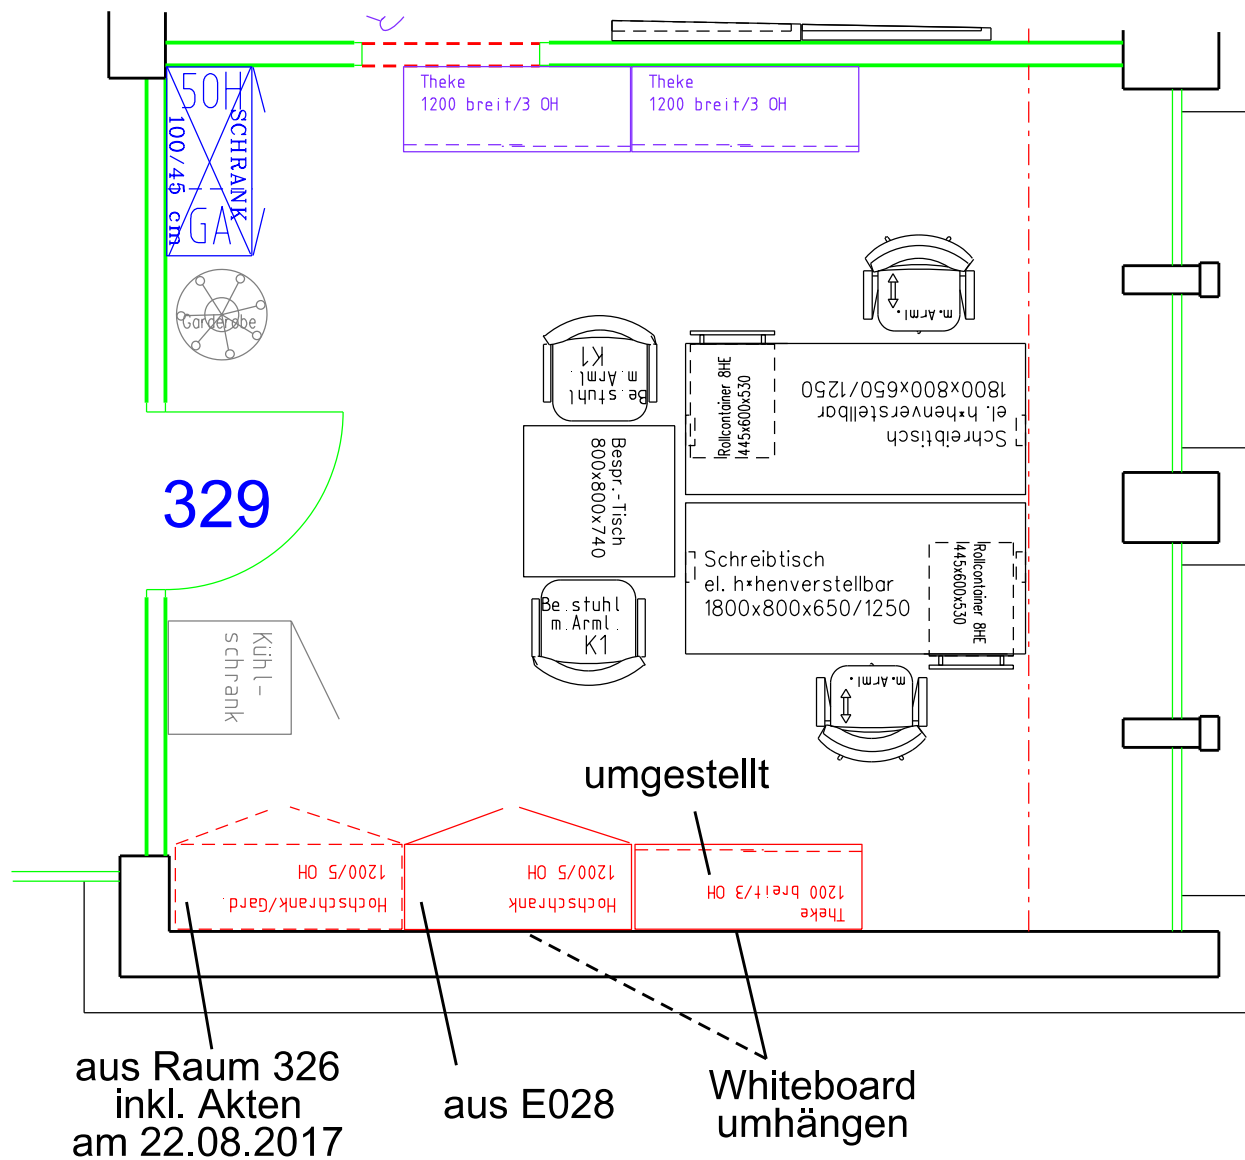 Theke
1200 breit/3 OH
Theke
1200 breit/3 OH
5OH
SCHRANK
100/45 cm
GA
Garderobe
m. Arml.
K1
m.Arml.
Be.stuhl
Rollcontainer 8HE
445x600x530
Schreibtisch
el. h*henverstellbar
1800x800x650/1250
Bespr.-Tisch
800x800x740
329
Schreibtisch
el. h*henverstellbar
1800x800x650/1250
Rollcontainer 8HE
445x600x530
Be.stuhl
m.Arml.
K1
Kühl-
schrank
m.Arml.
umgestellt
Hochschrank/Gard.
1200/5 OH
Hochschrank
1200/5 OH
Theke
1200 breit/3 OH
aus Raum 326
inkl. Akten
am 22.08.2017
aus E028
Whiteboard
umhängen